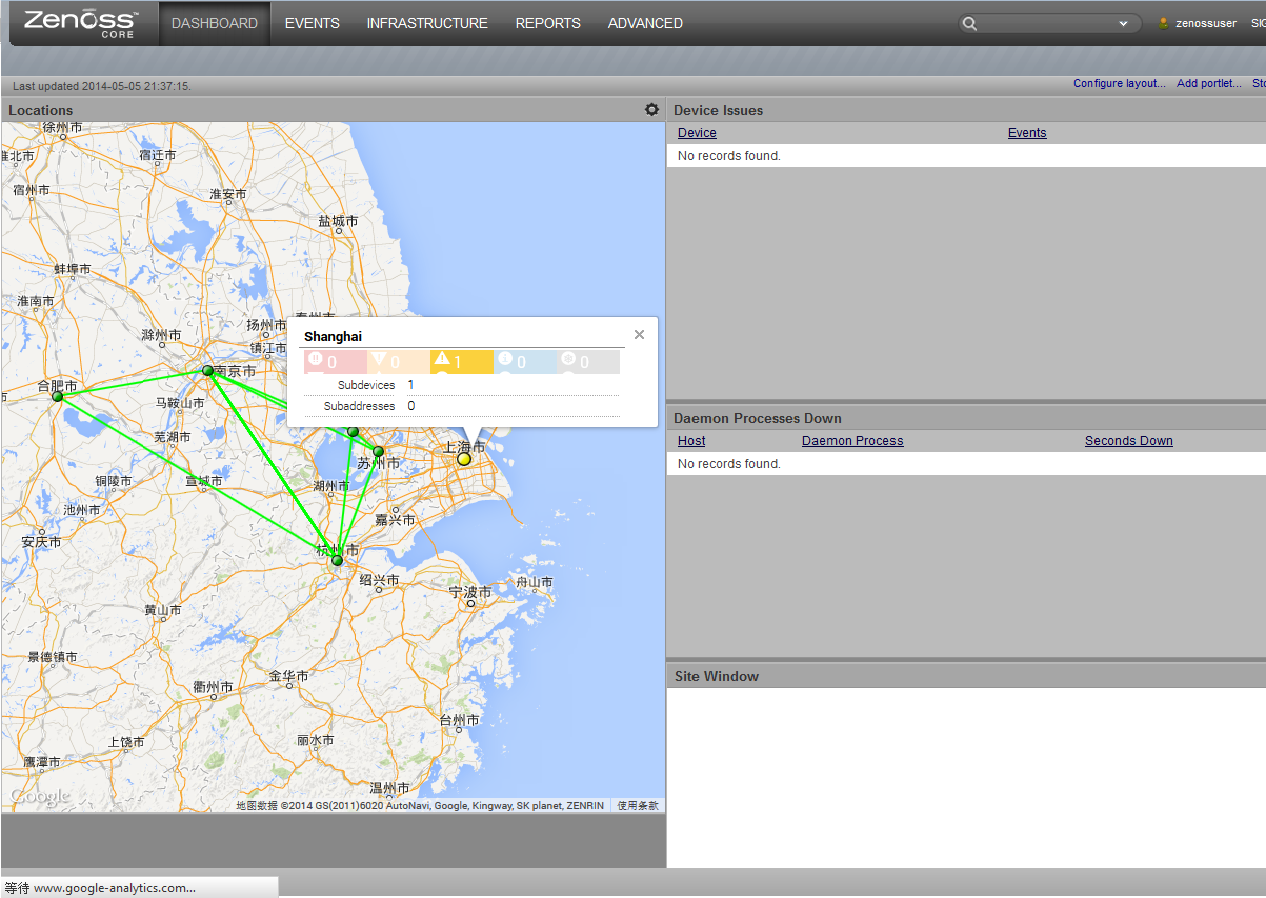 Zenoss™ CORE
DASHBOARD EVENTS INFRASTRUCTURE REPORTS ADVANCED zenossuser
Last updated 2014-05-05 21:37:15. Configure layout... Add portlet...
Locations
徐州市
淮北市
宿迁市
宿州市
淮安市
盐城市
蚌埠市
淮南市
滁州市
扬州市
镇江市
南京市
合肥市
马鞍山市
芜湖市
铜陵市
宣城市
池州市
安庆市
上海市
苏州市
湖州市
嘉兴市
杭州市
绍兴市
宁波市
舟山市
黄山市
景德镇市
衢州市
金华市
台州市
上饶市
丽水市
鹰潭市
温州市
Shanghai
0 0 1 0 0
Subdevices 1
Subaddresses 0
Google
地图数据 ©2014 GS(2011)6020 AutoNavi, Google, Kingway, SK planet, ZENRIN 使用条款
Device Issues
Device Events
No records found.
Daemon Processes Down
Host Daemon Process Seconds Down
No records found.
Site Window
等待 www.google-analytics.com...